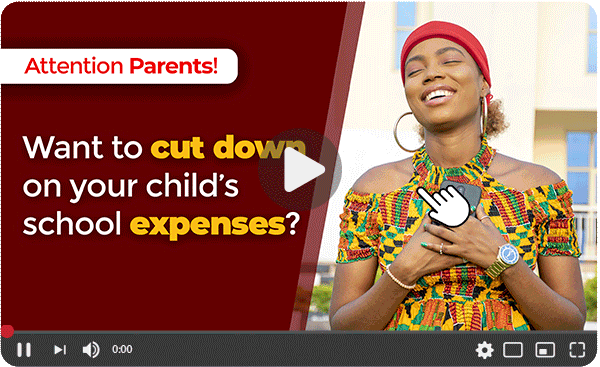 Attention Parents!
Want to cut down
on your child's
school expenses?
0:00